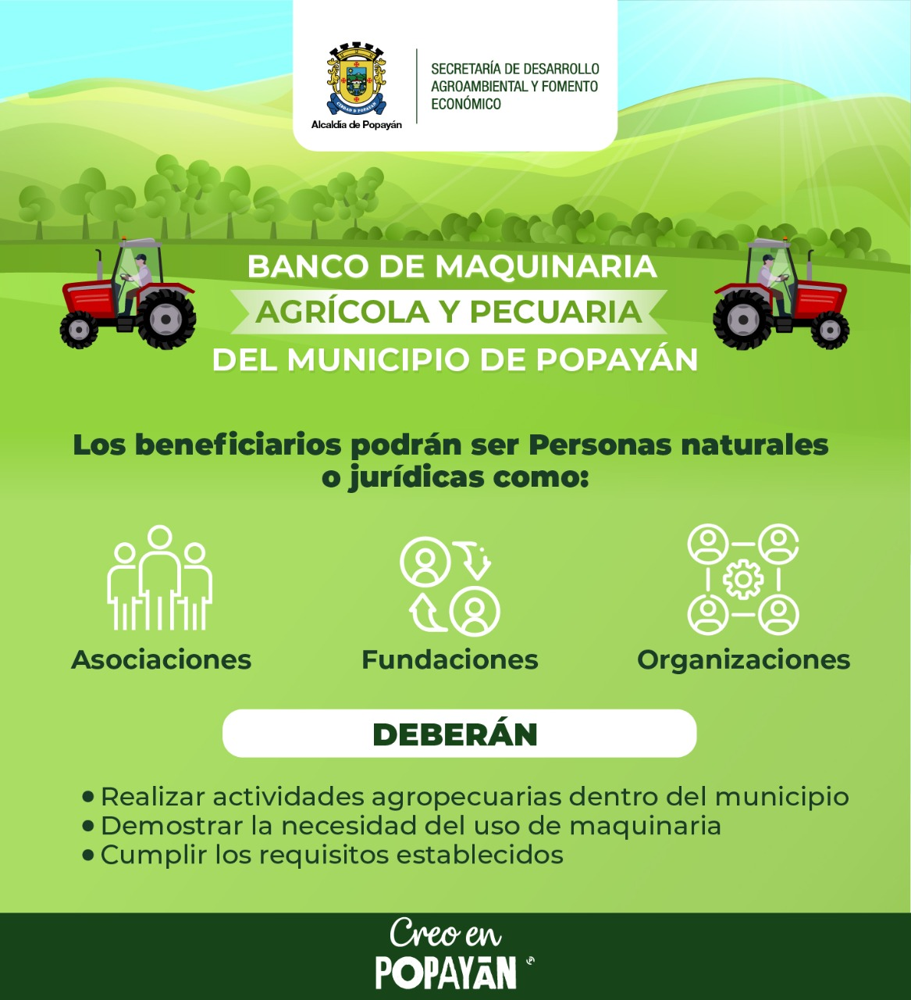 SECRETARÍA DE DESARROLLO
AGROAMBIENTAL Y FOMENTO
ECONÓMICO
CIUDAD D POPAYAN
Alcaldía de Popayán
BANCO DE MAQUINARIA
AGRÍCOLA Y PECUARIA
DEL MUNICIPIO DE POPAYÁN
Los beneficiarios podrán ser Personas naturales
o jurídicas como:
Asociaciones
Fundaciones
Organizaciones
DEBERÁN
• Realizar actividades agropecuarias dentro del municipio
• Demostrar la necesidad del uso de maquinaria
• Cumplir los requisitos establecidos
Creo en
POPAYÁN